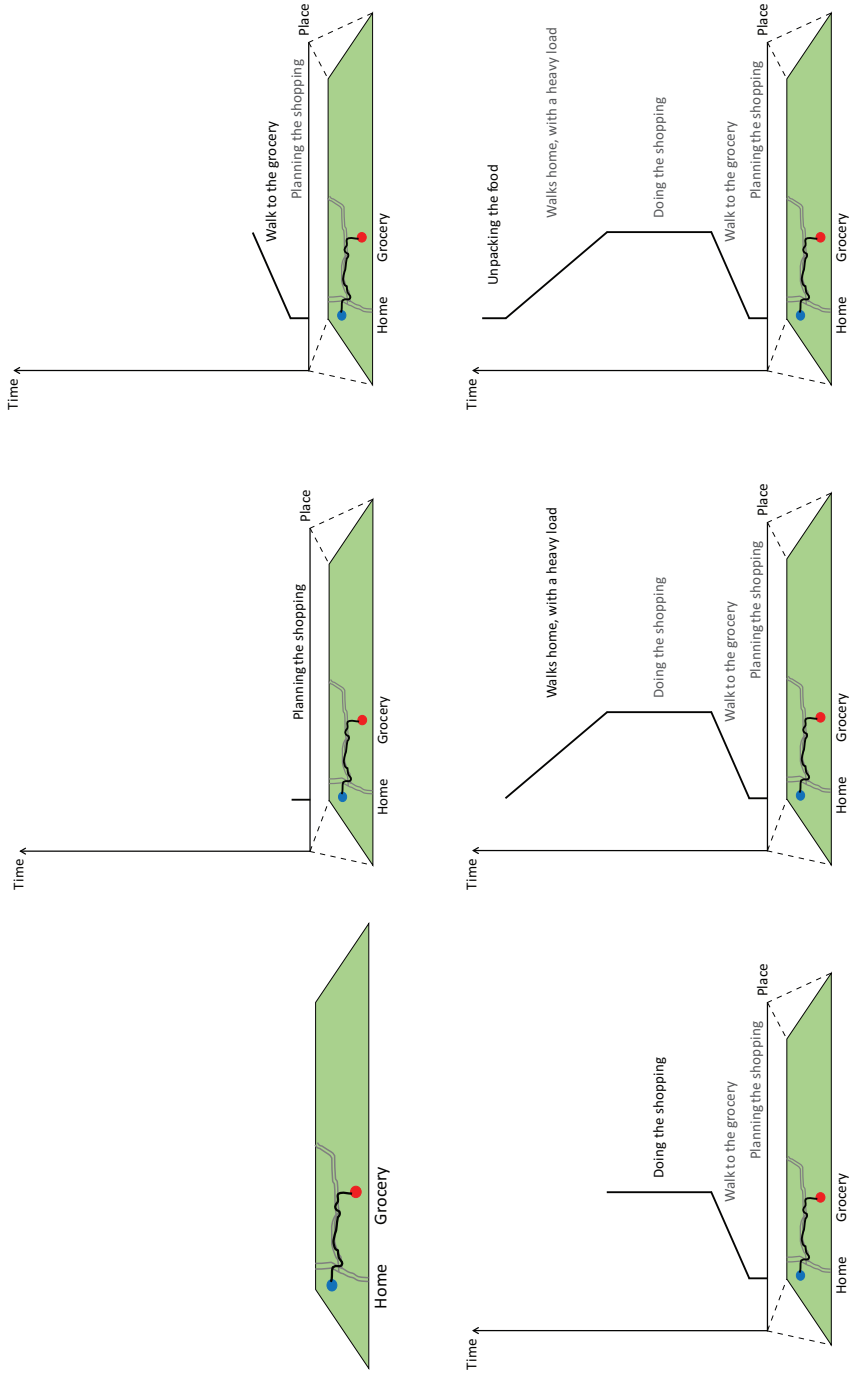 Home
Grocery
Time
Planning the shopping
Place
Home
Grocery
Time
Walk to the grocery
Planning the shopping
Place
Home
Grocery
Time
Doing the shopping
Walk to the grocery
Planning the shopping
Place
Home
Grocery
Time
Walks home, with a heavy load
Doing the shopping
Walk to the grocery
Planning the shopping
Place
Home
Grocery
Time
Unpacking the food
Walks home, with a heavy load
Doing the shopping
Walk to the grocery
Planning the shopping
Place
Home
Grocery